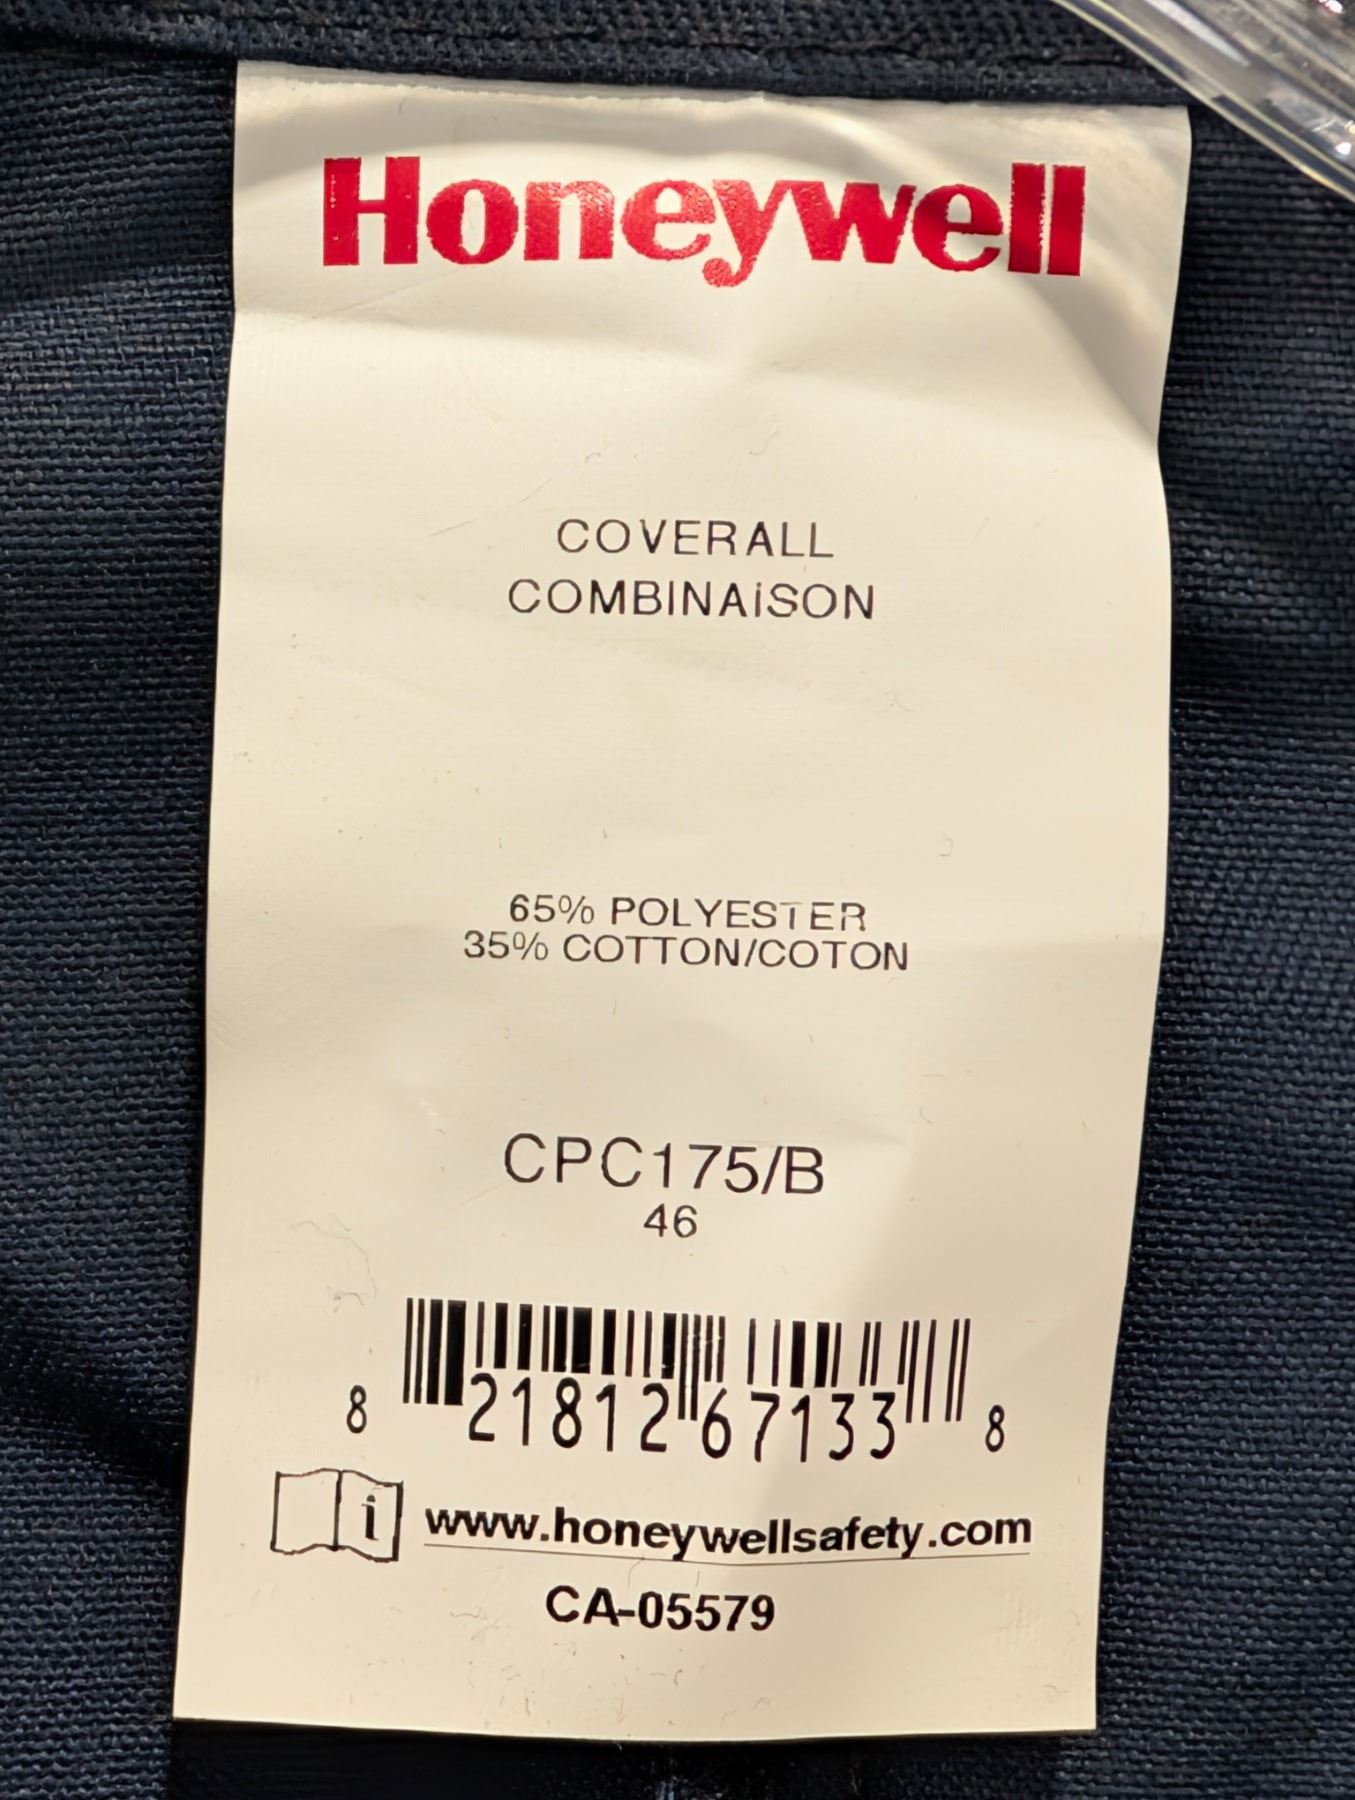 Honeywell
COVERALL
COMBINAiSON
65% POLYESTER
35% COTTON/COTON
CPC175/B
46
8 21812 67133 8
i www.honeywellsafety.com
CA-05579